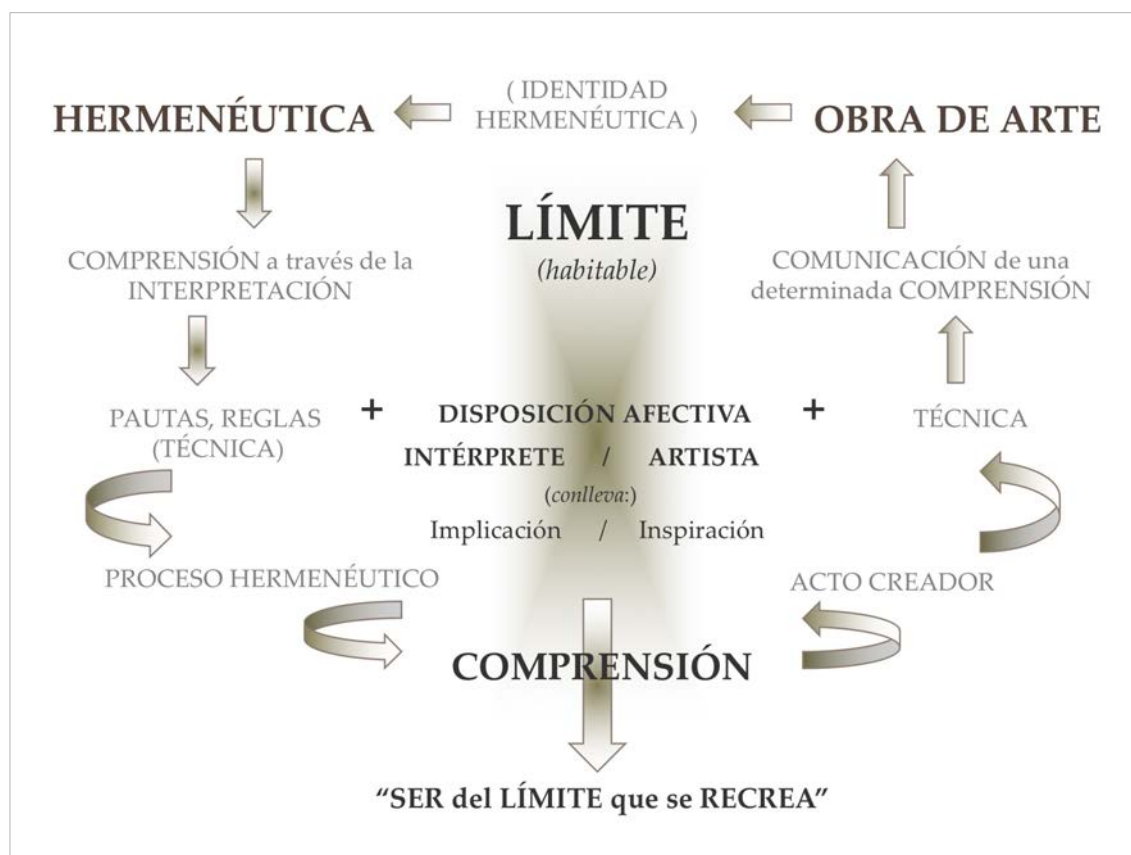 ( IDENTIDAD
HERMENÉUTICA )
HERMENÉUTICA
OBRA DE ARTE
LÍMITE
(habitable)
COMPRENSIÓN a través de la
INTERPRETACIÓN
COMUNICACIÓN de una
determinada COMPRENSIÓN
PAUTAS, REGLAS
(TÉCNICA)
+
DISPOSICIÓN AFECTIVA
INTÉRPRETE / ARTISTA
(conlleva:)
Implicación / Inspiración
+
TÉCNICA
PROCESO HERMENÉUTICO
ACTO CREADOR
COMPRENSIÓN
“SER del LÍMITE que se RECREA”